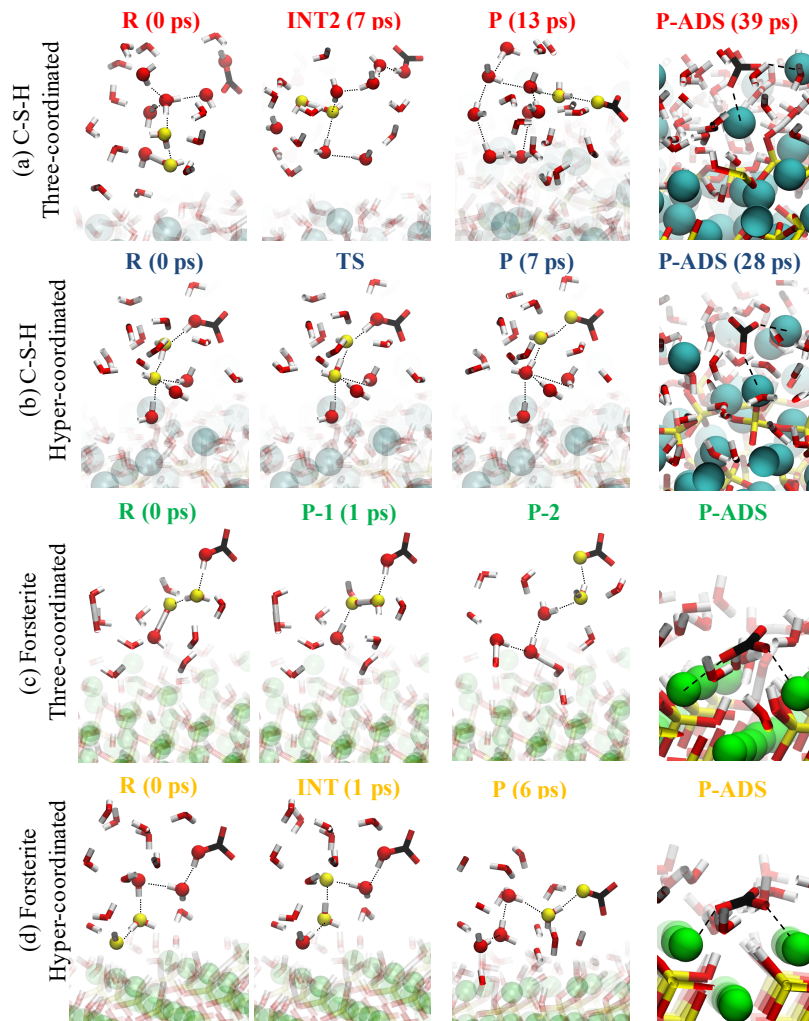 R (0 ps) INT2 (7 ps) P (13 ps) P-ADS (39 ps)
(a) C-S-H
Three-coordinated
R (0 ps) TS P (7 ps) P-ADS (28 ps)
(b) C-S-H
Hyper-coordinated
R (0 ps) P-1 (1 ps) P-2 P-ADS
(c) Forsterite
Three-coordinated
R (0 ps) INT (1 ps) P (6 ps) P-ADS
(d) Forsterite
Hyper-coordinated